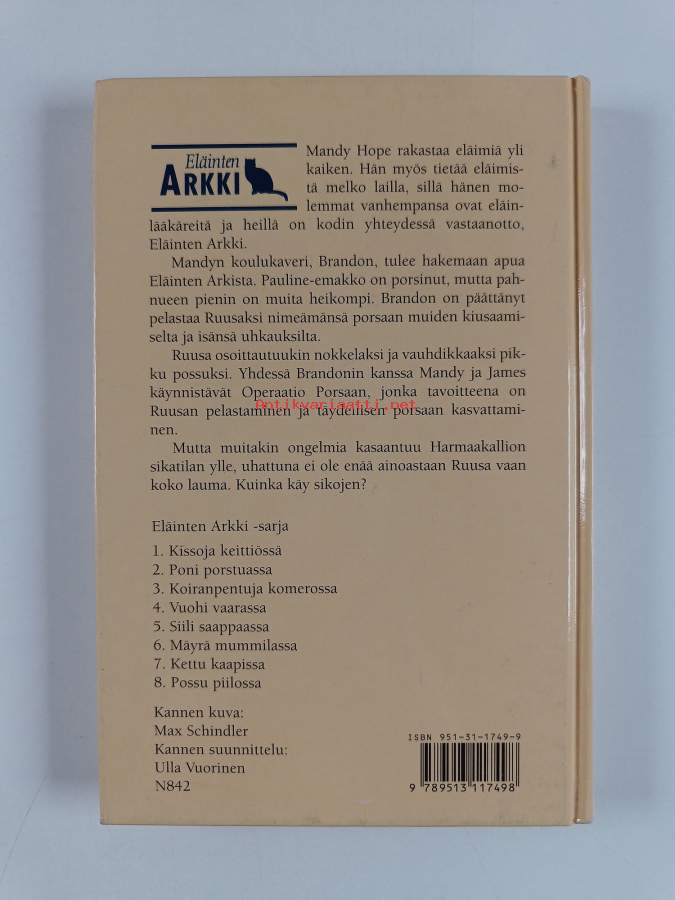 Eläinten
ARKKI
Mandy Hope rakastaa eläimiä yli
kaiken. Hän myös tietää eläimis-
tä melko lailla, sillä hänen mo-
lemmat vanhempansa ovat eläin-
lääkäreitä ja heillä on kodin yhteydessä vastaanotto,
Eläinten Arkki.
Mandyn koulukaveri, Brandon, tulee hakemaan apua
Eläinten Arkista. Pauline-emakko on porsinut, mutta pah-
nueen pienin on muita heikompi. Brandon on päättänyt
pelastaa Ruusaksi nimeämänsä porsaan muiden kiusaami-
selta ja isänsä uhkauksilta.
Ruusa osoittautuukin nokkelaksi ja vauhdikkaaksi pik-
ku possuksi. Yhdessä Brandonin kanssa Mandy ja James
käynnistävät Operaatio Porsaan, jonka tavoitteena on
Antikvariaatti.net
Ruusan pelastaminen ja täydellisen porsaan kasvattami-
nen.
Mutta muitakin ongelmia kasaantuu Harmaakallion
sikatilan ylle, uhattuna ei ole enää ainoastaan Ruusa vaan
koko lauma. Kuinka käy sikojen?
Eläinten Arkki -sarja
1. Kissoja keittiössä
2. Poni porstuassa
3. Koiranpentuja komerossa
4. Vuohi vaarassa
5. Siili saappaassa
6. Mäyrä mummilassa
7. Kettu kaapissa
8. Possu piilossa
Kannen kuva:
Max Schindler
Kannen suunnittelu:
Ulla Vuorinen
N842
ISBN 951-31-1749-9
9 789513 117498